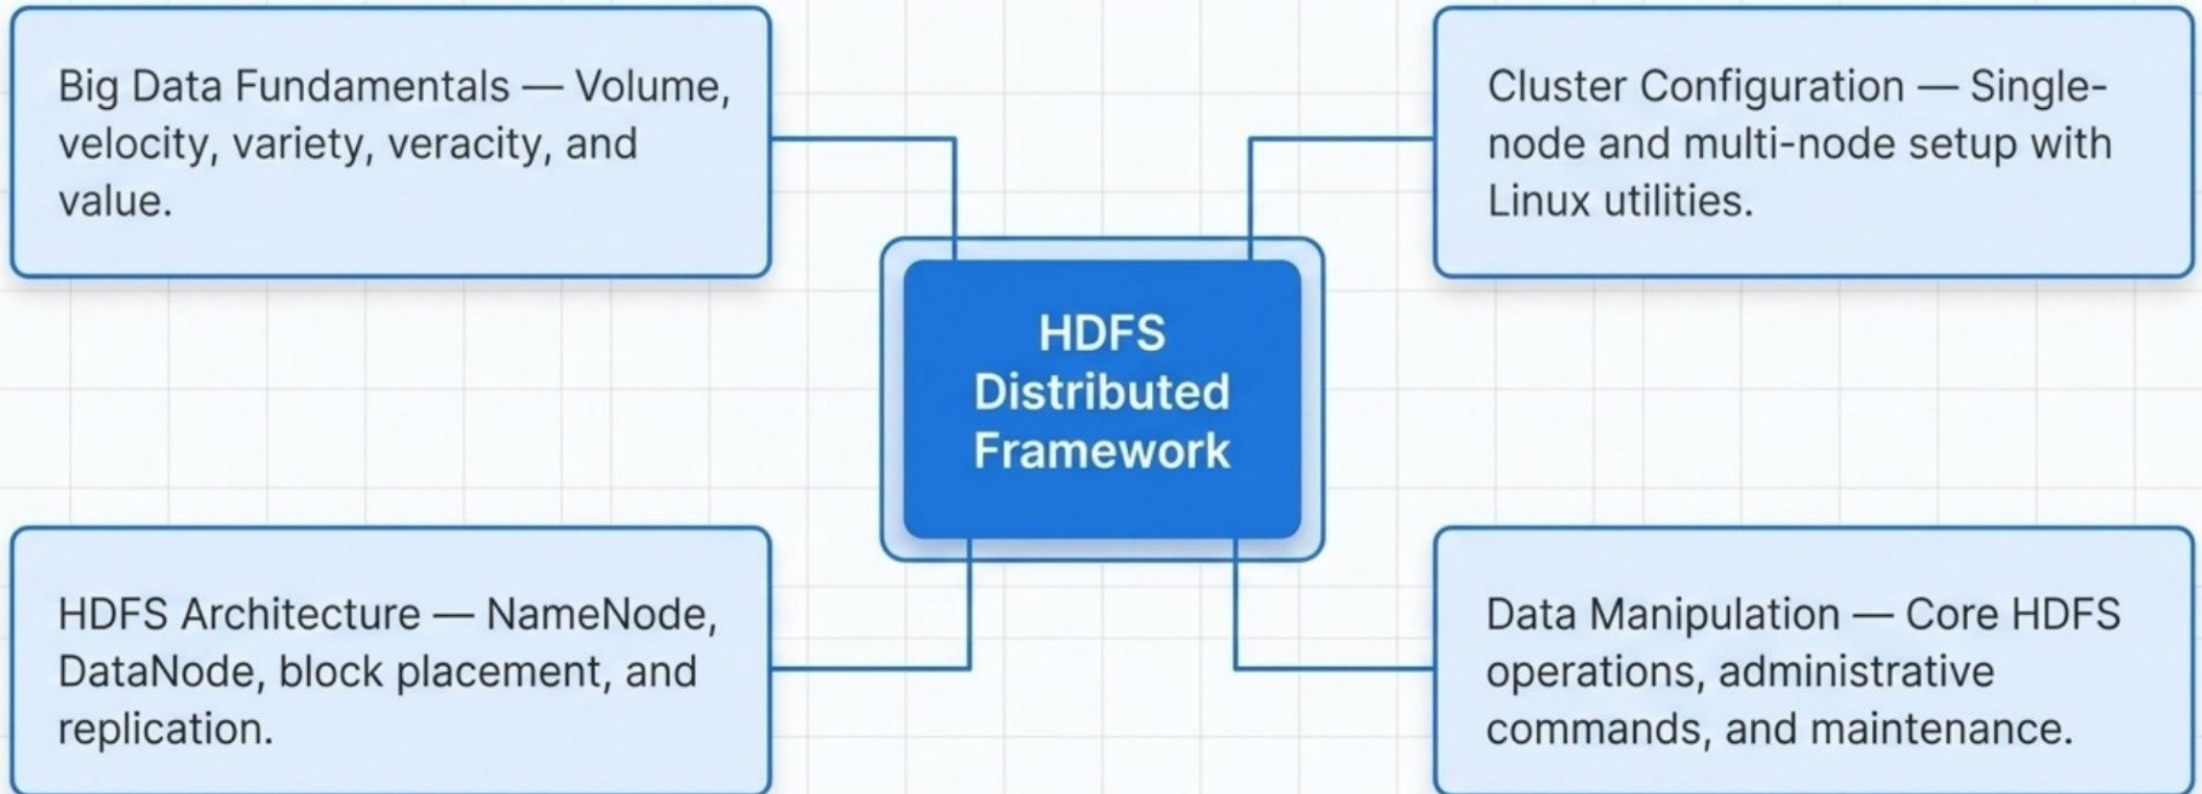 Big Data Fundamentals — Volume,
velocity, variety, veracity, and
value.
Cluster Configuration — Single-
node and multi-node setup with
Linux utilities.
HDFS
Distributed
Framework
HDFS Architecture — NameNode,
DataNode, block placement, and
replication.
Data Manipulation — Core HDFS
operations, administrative
commands, and maintenance.